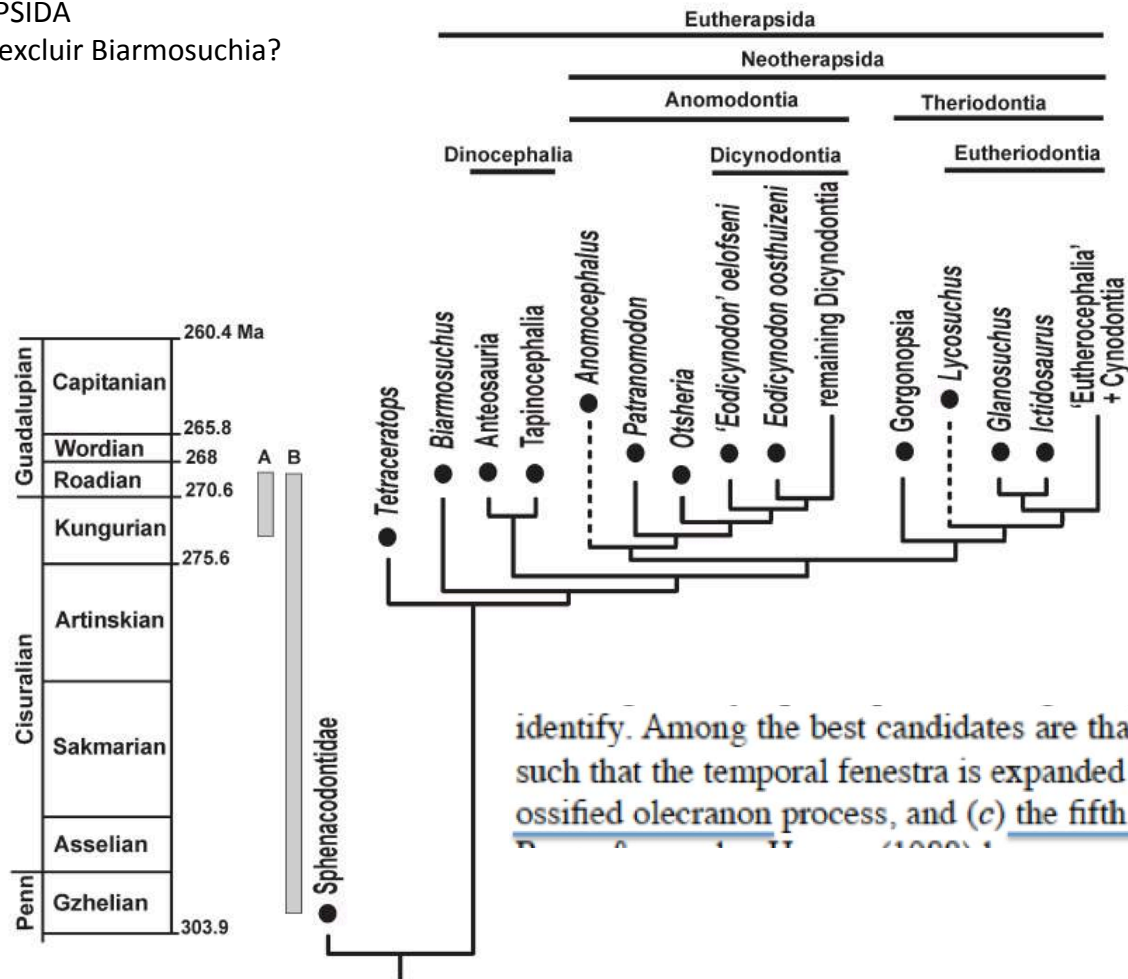 PSIDA
excluir Biarmosuchia?
Eutherapsida
Neotherapsida
Anomodontia
Theriodontia
Dinocephalia
Dicynodontia
Eutheriodontia
Tetraceratops
Biarmosuchus
Anteosauria
Tapinocephalia
Anomocephalus
Patranomodon
Otsheria
'Eodicynodon' oelofseni
Eodicynodon oosthuizeni
remaining Dicynodontia
Gorgonopsia
Lycosuchus
Glanosuchus
Ictidosaurus
'Eutherocephalia'
+ Cynodontia
260.4 Ma
Guadalupian
Capitanian
265.8
Wordian
268
A B
Roadian
270.6
Kungurian
275.6
Cisuralian
Artinskian
Sakmarian
Asselian
Penn
Gzhelian
303.9
Sphenacodontidae
identify. Among the best candidates are tha
such that the temporal fenestra is expanded
ossified olecranon process, and (c) the fifth